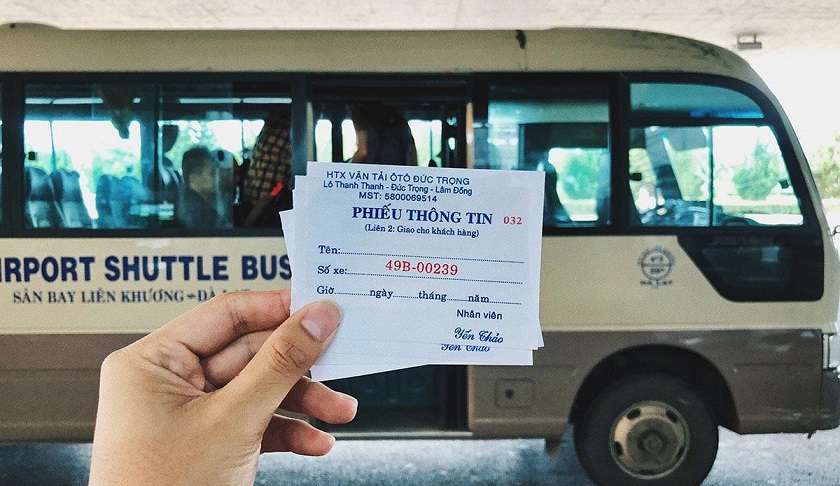 HTX VẬN TẢI ÔTÔ ĐỨC TRỌNG
Lô Thanh Thanh - Đức Trọng - Lâm Đồng
MST: 5800069514
PHIẾU THÔNG TIN 032
(Liên 2: Giao cho khách hàng)
Tên:
Số xe: 49B-00239
Giờ ngày tháng năm
Nhân viên
Yến Thảo
Yến Thảo
IRPORT SHUTTLE BUS
SÂN BAY LIÊN KHƯƠNG